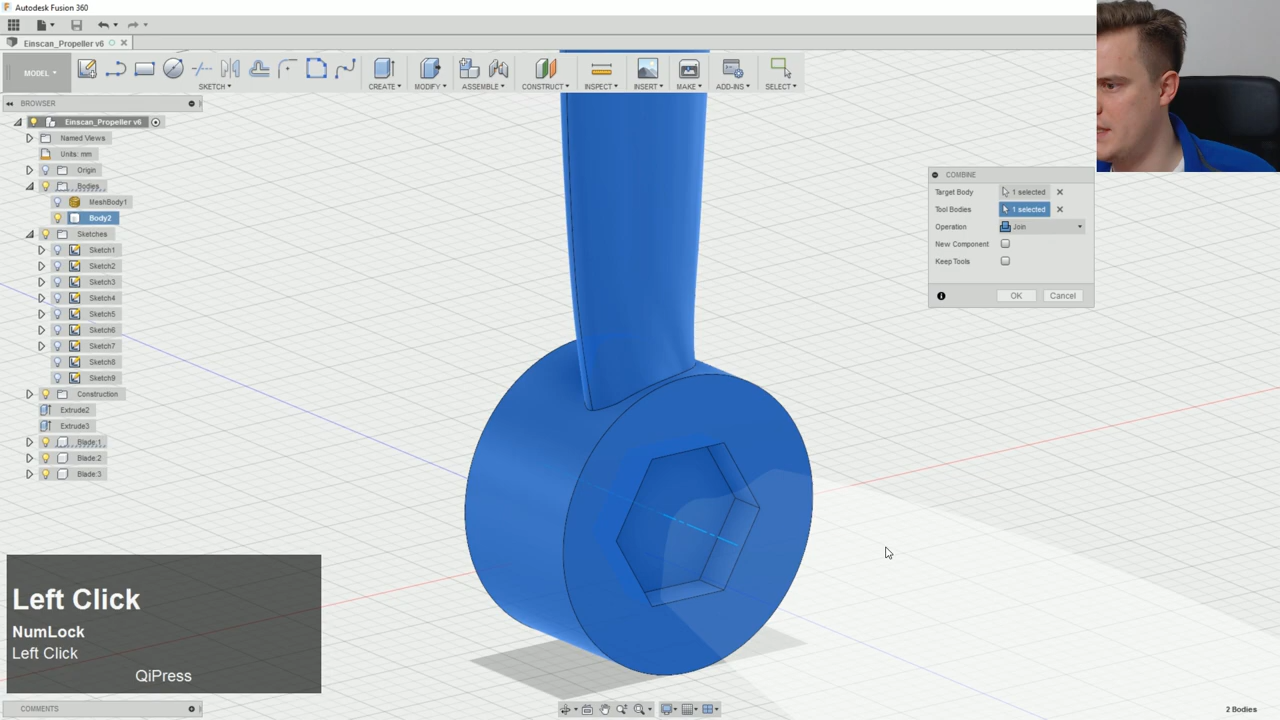 Autodesk Fusion 360
Einscan_Propeller v6
MODEL
SKETCH
CREATE
MODIFY
ASSEMBLE
CONSTRUCT
INSPECT
INSERT
MAKE
ADD-INS
SELECT
BROWSER
Einscan_Propeller v6
Named Views
Units: mm
Origin
Bodies
MeshBody1
Body2
Sketches
Sketch1
Sketch2
Sketch3
Sketch4
Sketch5
Sketch6
Sketch7
Sketch8
Sketch9
Construction
Extrude2
Extrude3
Blade:1
Blade:2
Blade:3
COMBINE
Target Body 1 selected
Tool Bodies 1 selected
Operation Join
New Component
Keep Tools
OK Cancel
Left Click
NumLock
Left Click
QiPress
COMMENTS
2 Bodies